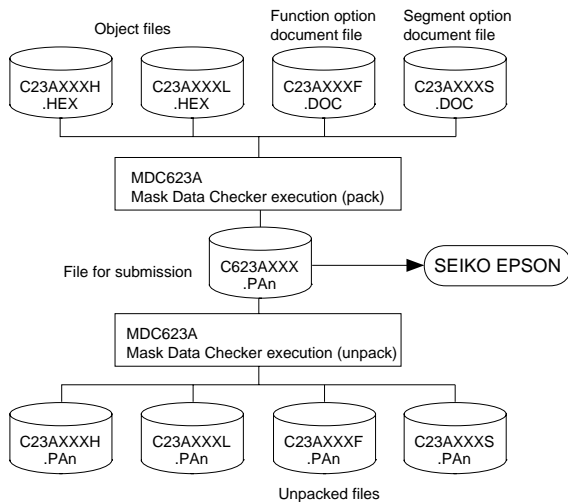 Object files
Function option
document file
Segment option
document file
C23AXXXH
.HEX
C23AXXXL
.HEX
C23AXXXF
.DOC
C23AXXXS
.DOC
MDC623A
Mask Data Checker execution (pack)
File for submission
C623AXXX
.PAn
SEIKO EPSON
MDC623A
Mask Data Checker execution (unpack)
C23AXXXH
.PAn
C23AXXXL
.PAn
C23AXXXF
.PAn
C23AXXXS
.PAn
Unpacked files